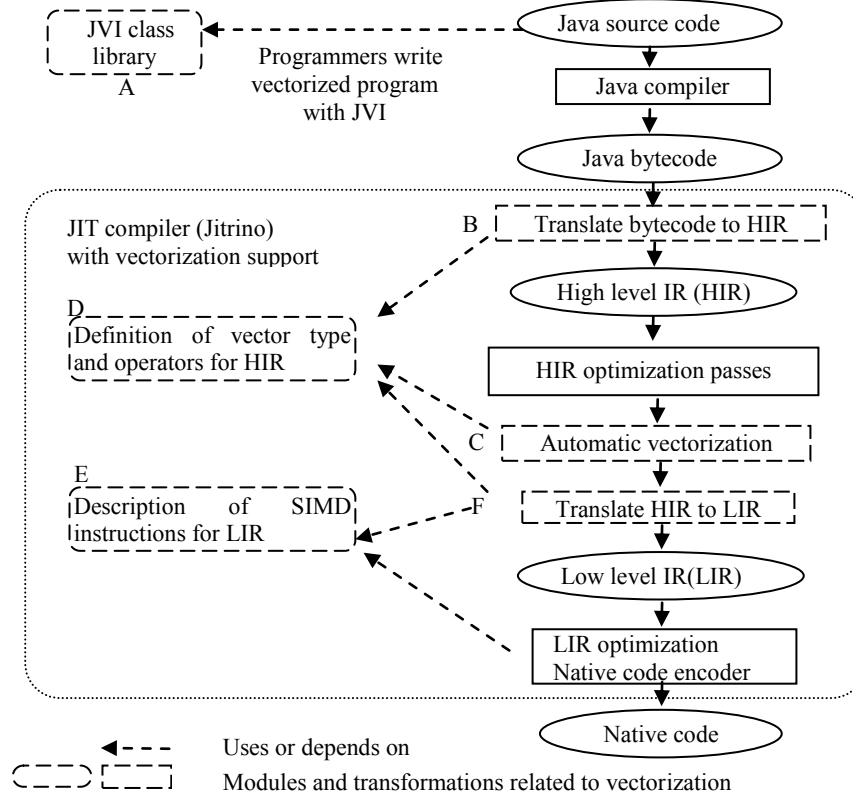 JVI class
library
A
Programmers write
vectorized program
with JVI
Java source code
Java compiler
Java bytecode
JIT compiler (Jitrino)
with vectorization support
B
Translate bytecode to HIR
High level IR (HIR)
D
Definition of vector type
and operators for HIR
HIR optimization passes
C
Automatic vectorization
E
Description of SIMD
instructions for LIR
F
Translate HIR to LIR
Low level IR(LIR)
LIR optimization
Native code encoder
Native code
Uses or depends on
Modules and transformations related to vectorization